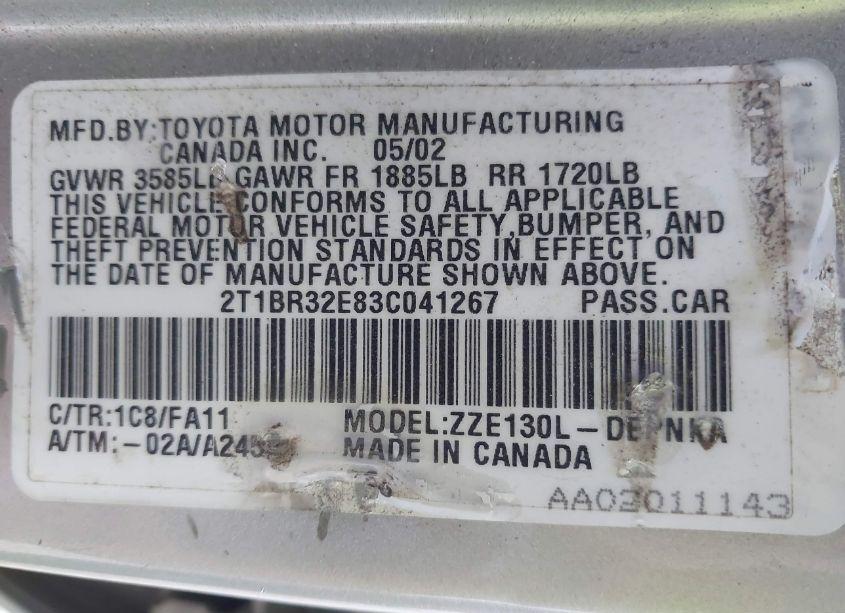 MFD.BY:TOYOTA MOTOR MANUFACTURING
CANADA INC. 05/02
GVWR 3585LB GAWR FR 1885LB RR 1720LB
THIS VEHICLE CONFORMS TO ALL APPLICABLE
FEDERAL MOTOR VEHICLE SAFETY,BUMPER, AND
THEFT PREVENTION STANDARDS IN EFFECT ON
THE DATE OF MANUFACTURE SHOWN ABOVE.
2T1BR32E83C041267 PASS.CAR
C/TR:1C8/FA11 MODEL:ZZE130L-DEPNKA
A/TM:-02A/ MADE IN CANADA
AA02011143